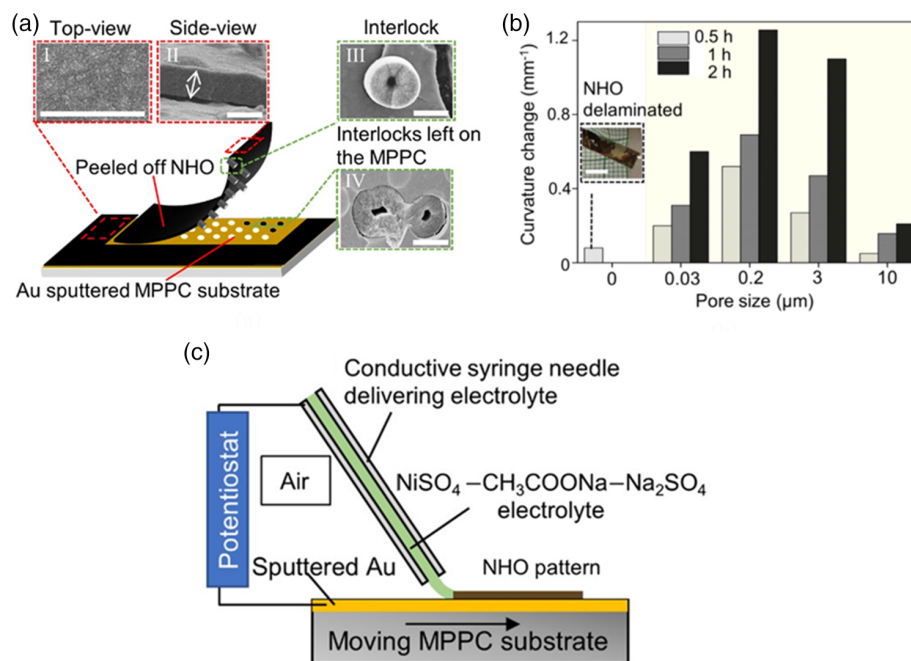 (a)
Top-view
Side-view
Interlock
I
II
III
Interlocks left on
the MPPC
Peeled off NHO
IV
Au sputtered MPPC substrate
(b)
Curvature change (mm⁻¹)
1.2
0.8
0.4
0
0.5 h
1 h
2 h
NHO
delaminated
0
0.03
0.2
3
10
Pore size (µm)
(c)
Conductive syringe needle
delivering electrolyte
Potentiostat
Air
NiSO₄ –CH₃COONa–Na₂SO₄
electrolyte
Sputtered Au
NHO pattern
Moving MPPC substrate